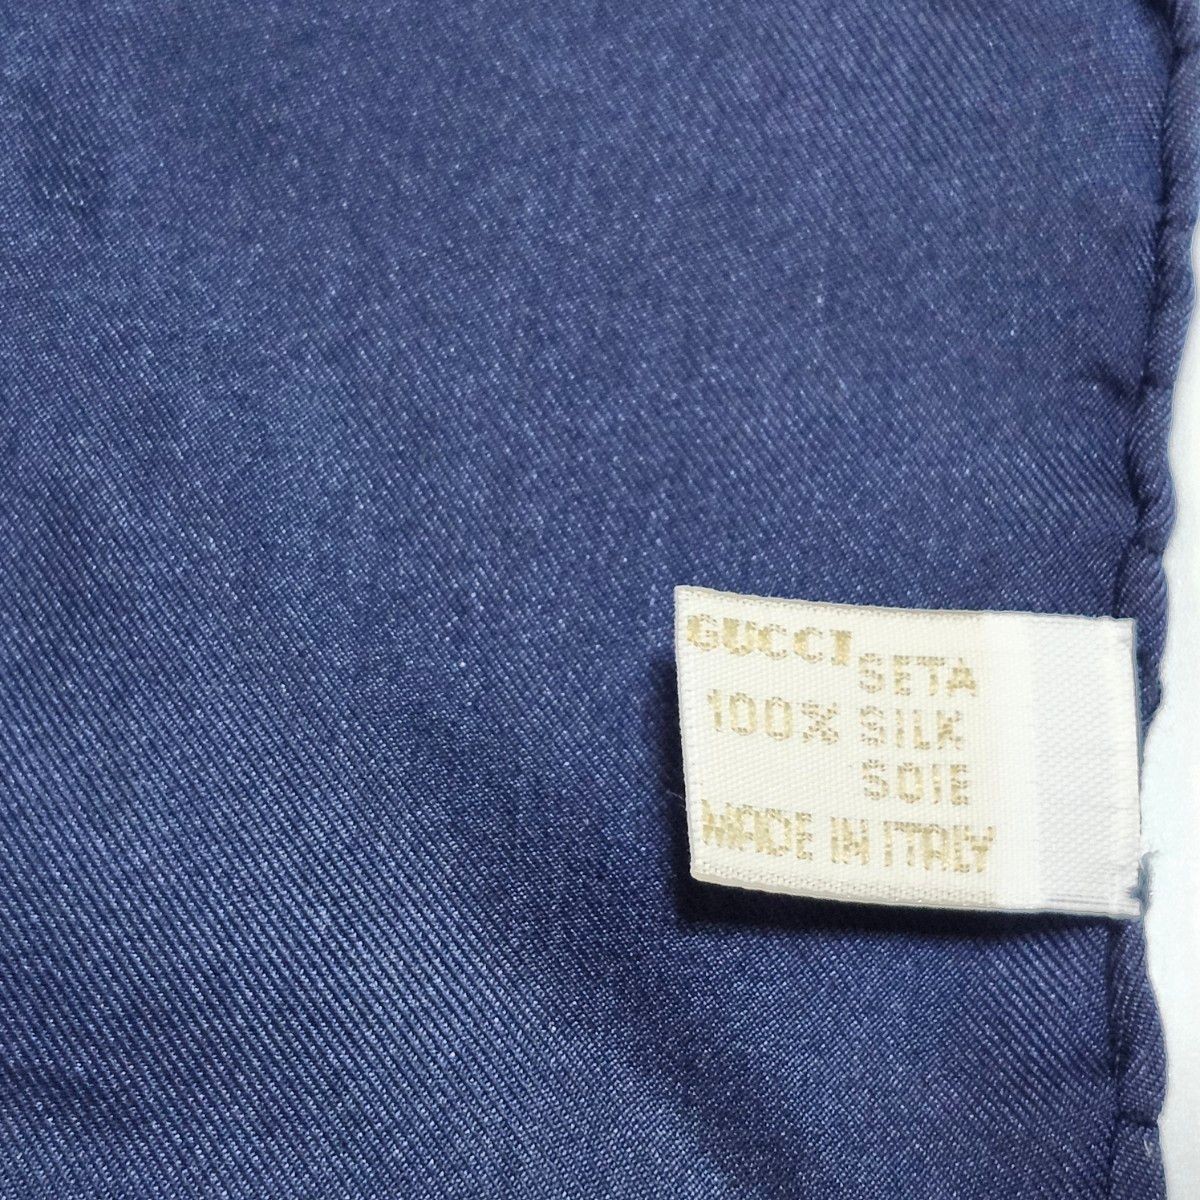 GUCCI
SETA
100% SILK
SOIE
MADE IN ITALY